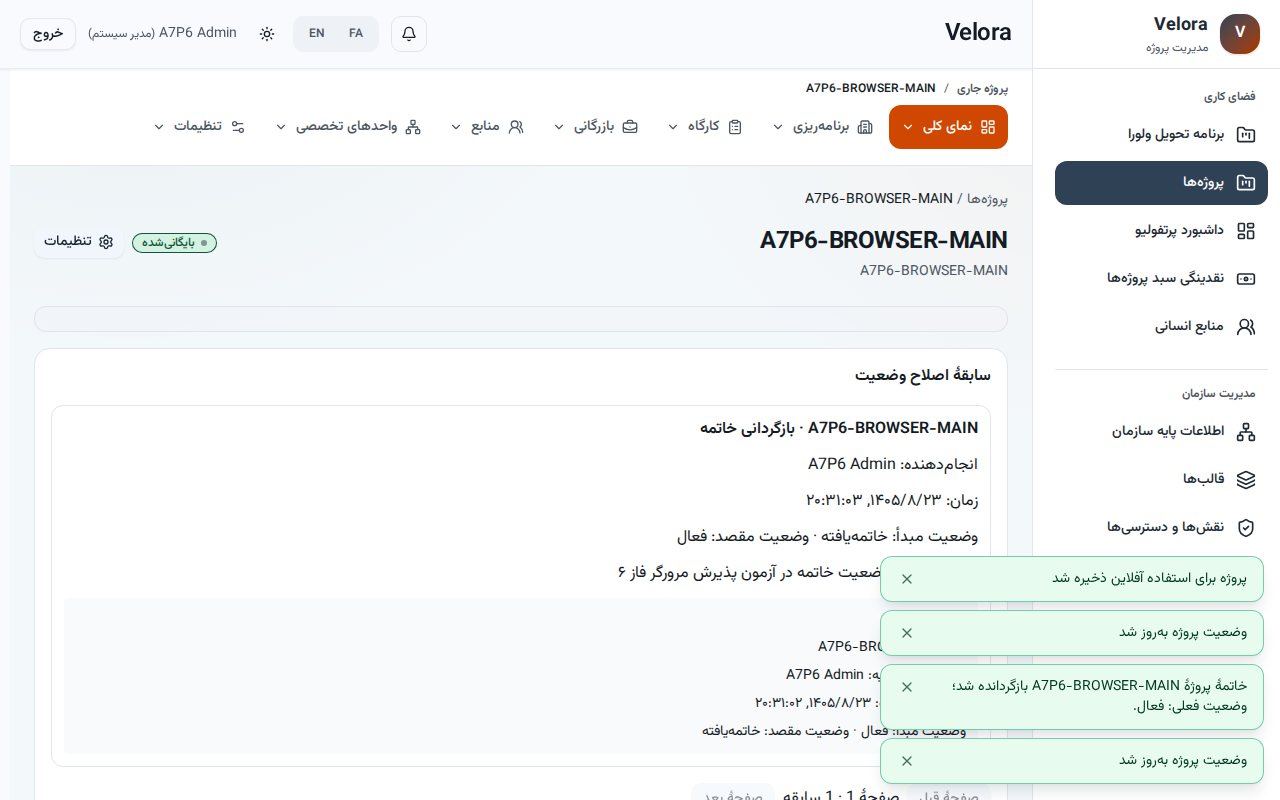 V
Velora
مدیریت پروژه
فضای کاری
برنامه تحویل ولورا
پروژه‌ها
داشبورد پرتفولیو
نقدینگی سبد پروژه‌ها
منابع انسانی
مدیریت سازمان
اطلاعات پایه سازمان
قالب‌ها
نقش‌ها و دسترسی‌ها
Velora
FA
EN
A7P6 Admin (مدیر سیستم)
خروج
پروژه جاری / A7P6-BROWSER-MAIN
نمای کلی
برنامه‌ریزی
کارگاه
بازرگانی
منابع
واحدهای تخصصی
تنظیمات
پروژه‌ها / A7P6-BROWSER-MAIN
A7P6-BROWSER-MAIN
A7P6-BROWSER-MAIN
بایگانی‌شده
تنظیمات
سابقهٔ اصلاح وضعیت
A7P6-BROWSER-MAIN · بازگردانی خاتمه
انجام‌دهنده: A7P6 Admin
زمان: ۱۴۰۵/۸/۲۳, ۲۰:۳۱:۰۳
وضعیت مبدأ: خاتمه‌یافته · وضعیت مقصد: فعال
وضعیت خاتمه در آزمون پذیرش مرورگر فاز ۶
A7P6 Admin
۱۴۰۵/۸/۲۳, ۲۰:۳۱:۰۲
وضعیت مبدأ: فعال · وضعیت مقصد: خاتمه‌یافته
صفحهٔ قبل
صفحهٔ 1 · 1 سابقه
صفحهٔ بعد
پروژه برای استفاده آفلاین ذخیره شد
وضعیت پروژه به‌روز شد
خاتمهٔ پروژهٔ A7P6-BROWSER-MAIN بازگردانده شد؛
وضعیت فعلی: فعال.
وضعیت پروژه به‌روز شد